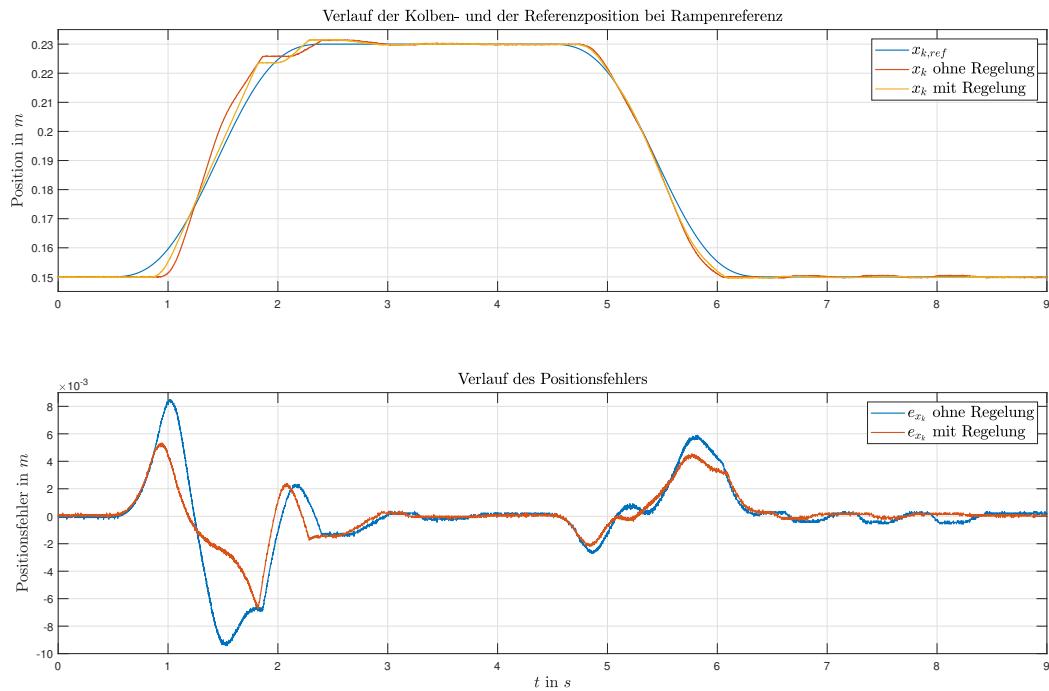 Verlauf der Kolben- und der Referenzposition bei Rampenreferenz
Position in m
0.23
0.22
0.21
0.2
0.19
0.18
0.17
0.16
0.15
0 1 2 3 4 5 6 7 8 9
x_{k,ref}
x_k ohne Regelung
x_k mit Regelung
Verlauf des Positionsfehlers
×10^{-3}
Positionsfehler in m
8
6
4
2
0
-2
-4
-6
-8
-10
0 1 2 3 4 5 6 7 8 9
t in s
e_{x_k} ohne Regelung
e_{x_k} mit Regelung